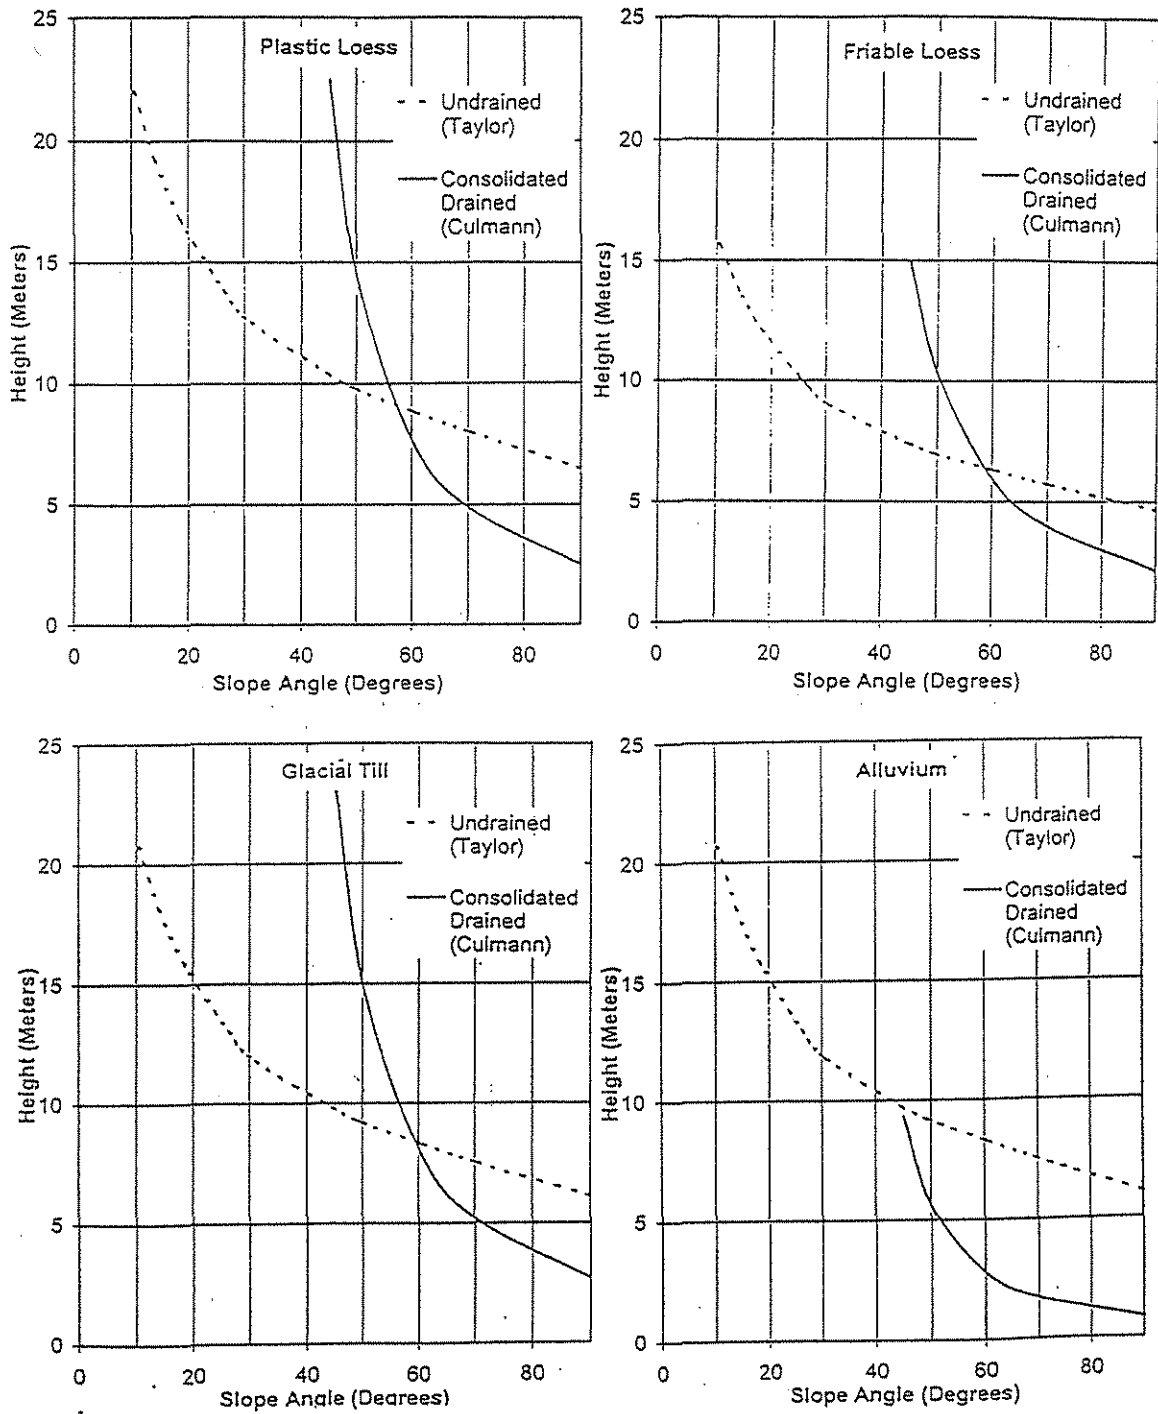 25
Plastic Loess
Undrained
(Taylor)
20
Consolidated
Drained
(Culmann)
15
Height (Meters)
10
5
0
0 20 40 60 80
Slope Angle (Degrees)
25
Friable Loess
Undrained
(Taylor)
20
Consolidated
Drained
(Culmann)
15
Height (Meters)
10
5
0
0 20 40 60 80
Slope Angle (Degrees)
25
Glacial Till
Undrained
(Taylor)
20
Consolidated
Drained
(Culmann)
15
Height (Meters)
10
5
0
0 20 40 60 80
Slope Angle (Degrees)
25
Alluvium
Undrained
(Taylor)
20
Consolidated
Drained
(Culmann)
15
Height (Meters)
10
5
0
0 20 40 60 80
Slope Angle (Degrees)